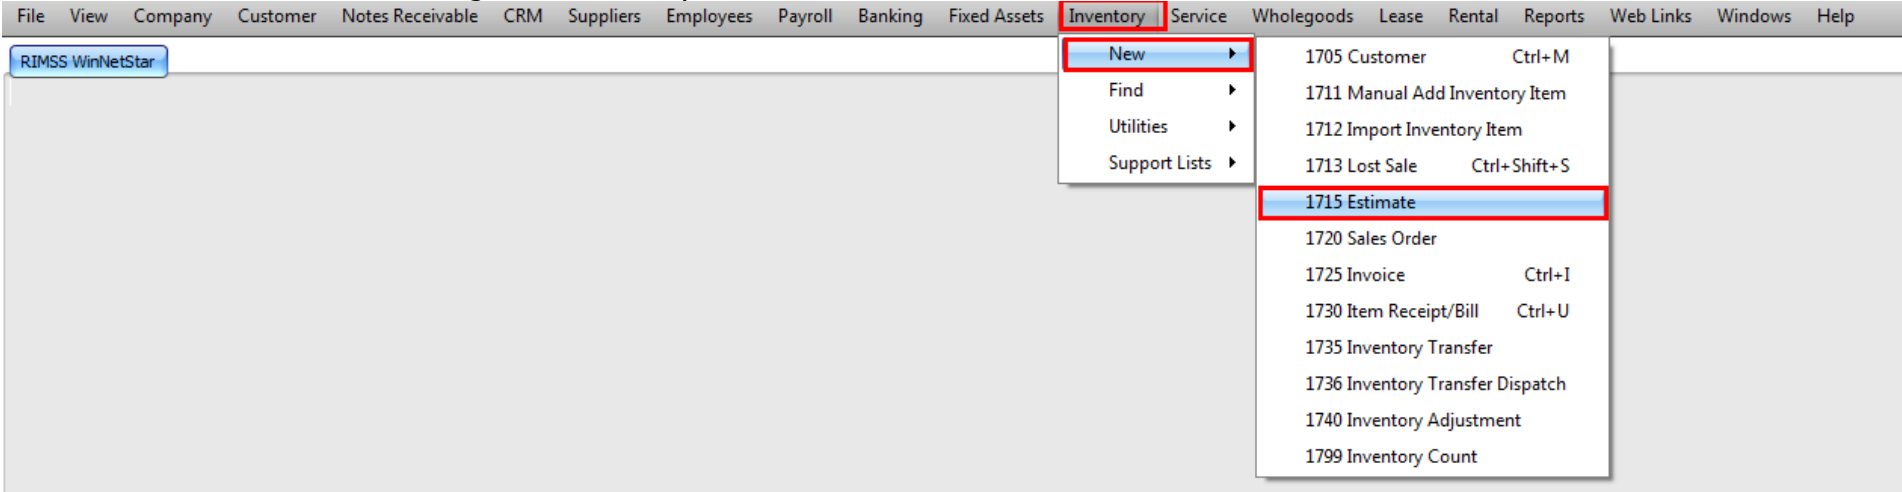 File View Company Customer Notes Receivable CRM Suppliers Employees Payroll Banking Fixed Assets Inventory Service Wholegoods Lease Rental Reports Web Links Windows Help
RIMSS WinNetStar
New
Find
Utilities
Support Lists
1705 Customer Ctrl+M
1711 Manual Add Inventory Item
1712 Import Inventory Item
1713 Lost Sale Ctrl+Shift+S
1715 Estimate
1720 Sales Order
1725 Invoice Ctrl+I
1730 Item Receipt/Bill Ctrl+U
1735 Inventory Transfer
1736 Inventory Transfer Dispatch
1740 Inventory Adjustment
1799 Inventory Count